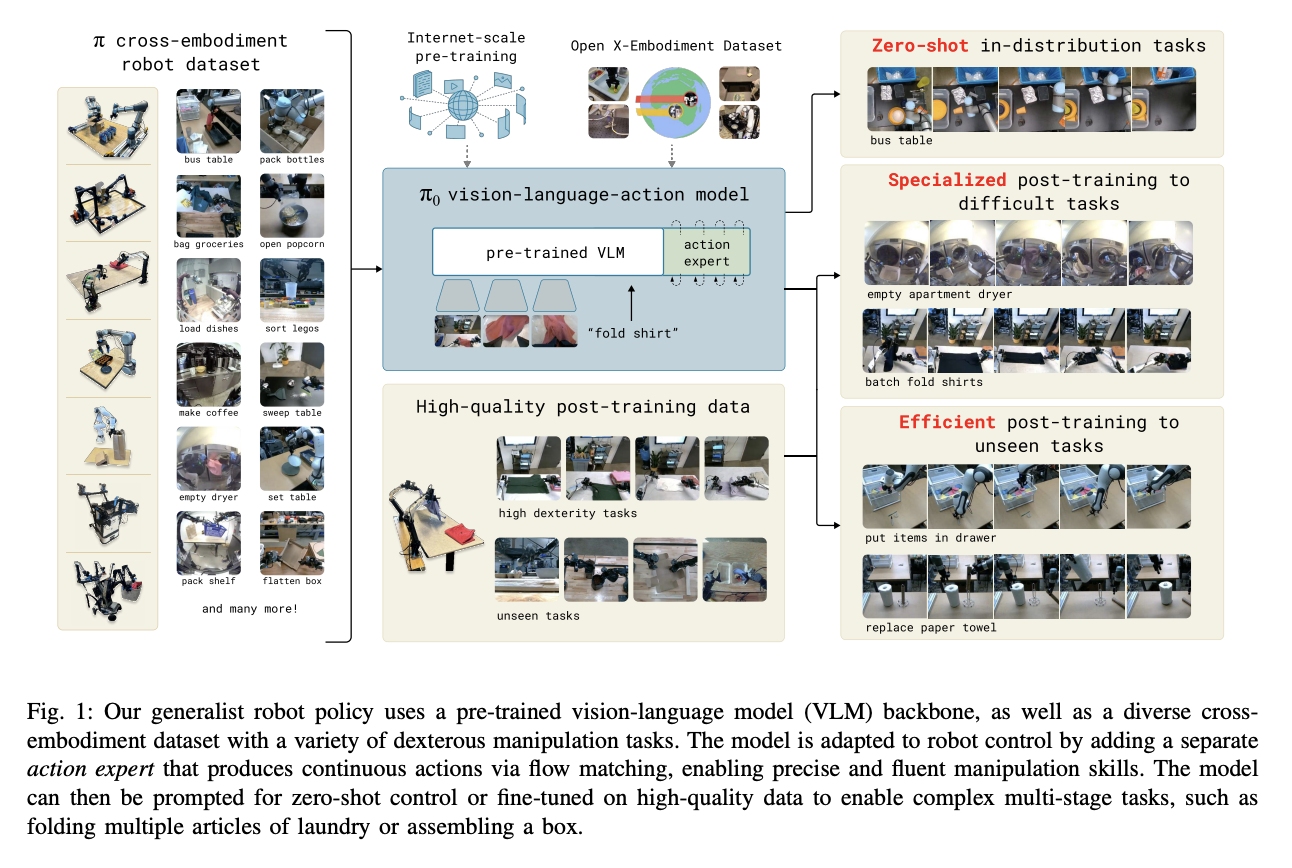 π cross-embodiment
robot dataset
bus table
pack bottles
bag groceries
open popcorn
load dishes
sort legos
make coffee
sweep table
empty dryer
set table
pack shelf
flatten box
and many more!
Internet-scale
pre-training
Open X-Embodiment Dataset
π₀ vision-language-action model
pre-trained VLM
action
expert
“fold shirt”
High-quality post-training data
high dexterity tasks
unseen tasks
Zero-shot in-distribution tasks
bus table
Specialized post-training to
difficult tasks
empty apartment dryer
batch fold shirts
Efficient post-training to
unseen tasks
put items in drawer
replace paper towel
Fig. 1: Our generalist robot policy uses a pre-trained vision-language model (VLM) backbone, as well as a diverse cross-
embodiment dataset with a variety of dexterous manipulation tasks. The model is adapted to robot control by adding a separate
action expert that produces continuous actions via flow matching, enabling precise and fluent manipulation skills. The model
can then be prompted for zero-shot control or fine-tuned on high-quality data to enable complex multi-stage tasks, such as
folding multiple articles of laundry or assembling a box.